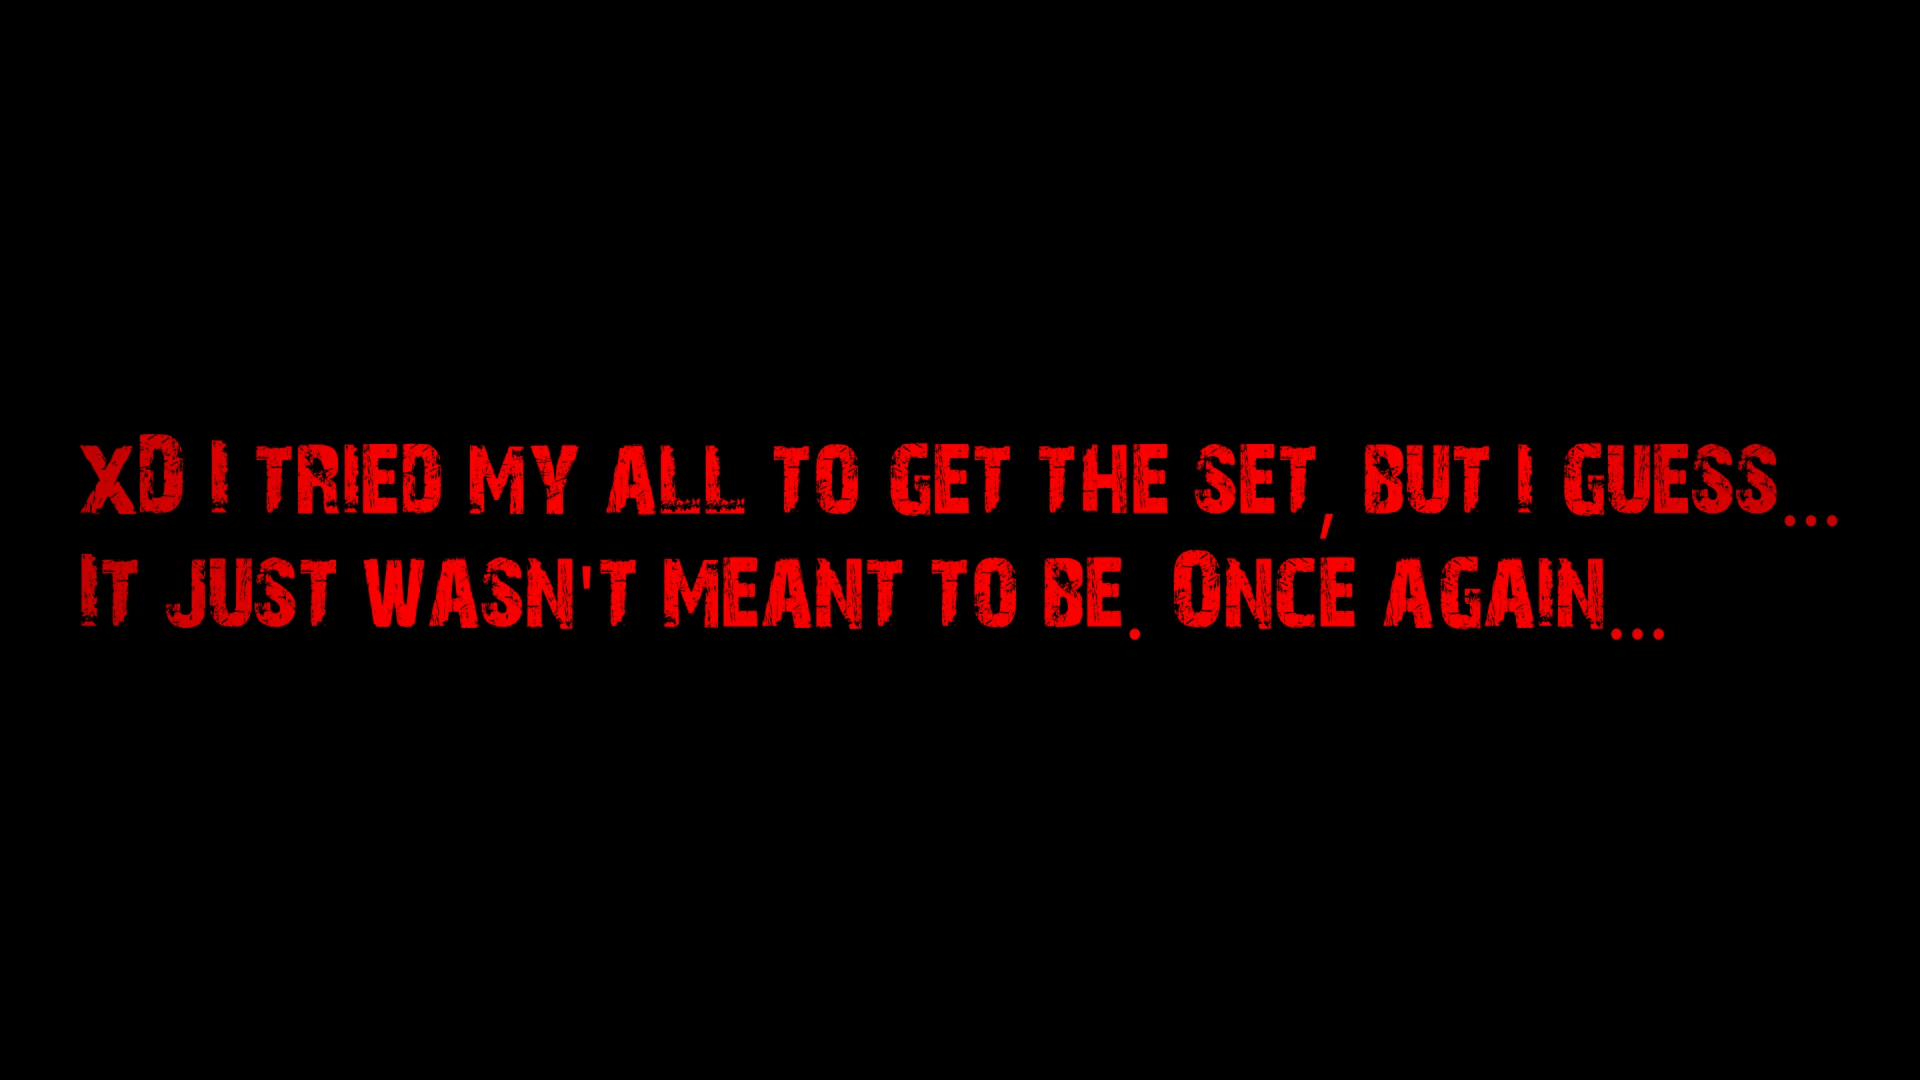 xD I tried my all to get the set, but i guess...
It just wasn't meant to be. Once again...